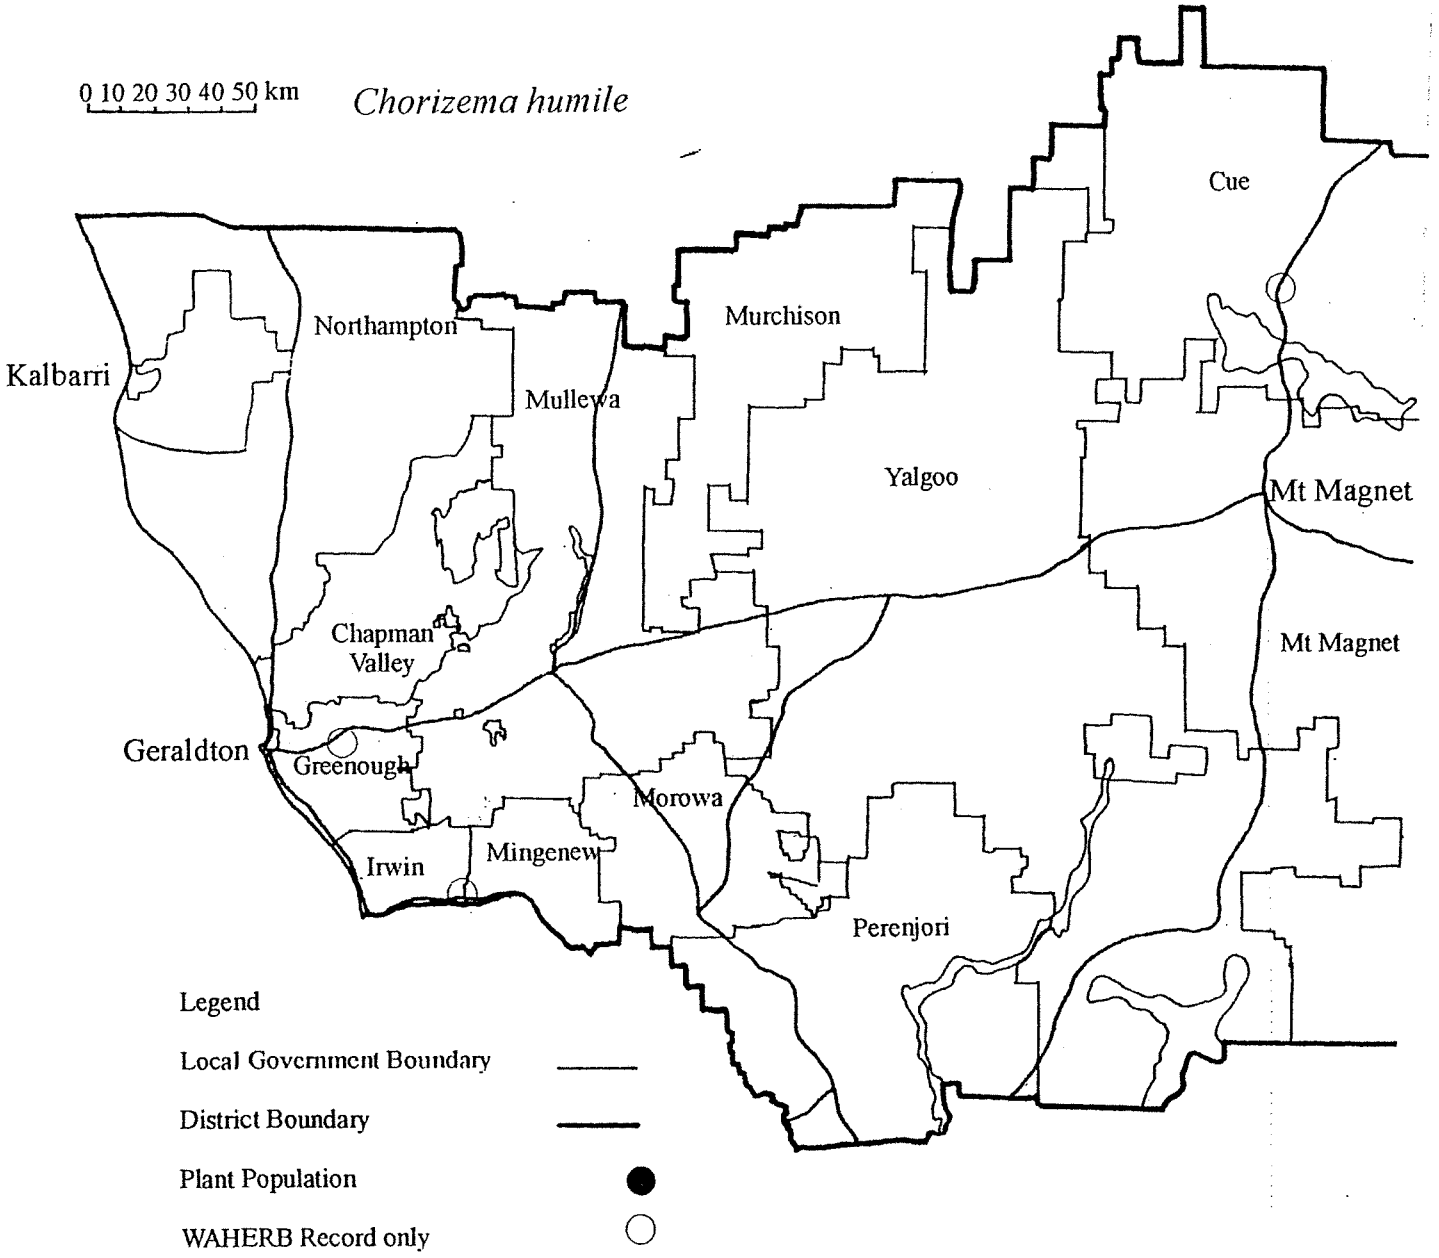 0 10 20 30 40 50 km
Chorizema humile
Cue
Murchison
Northampton
Kalbarri
Mullewa
Yalgoo
Mt Magnet
Chapman
Valley
Mt Magnet
Geraldton
Greenough
Morowa
Irwin
Mingenew
Perenjori
Legend
Local Government Boundary
District Boundary
Plant Population
WAHERB Record only